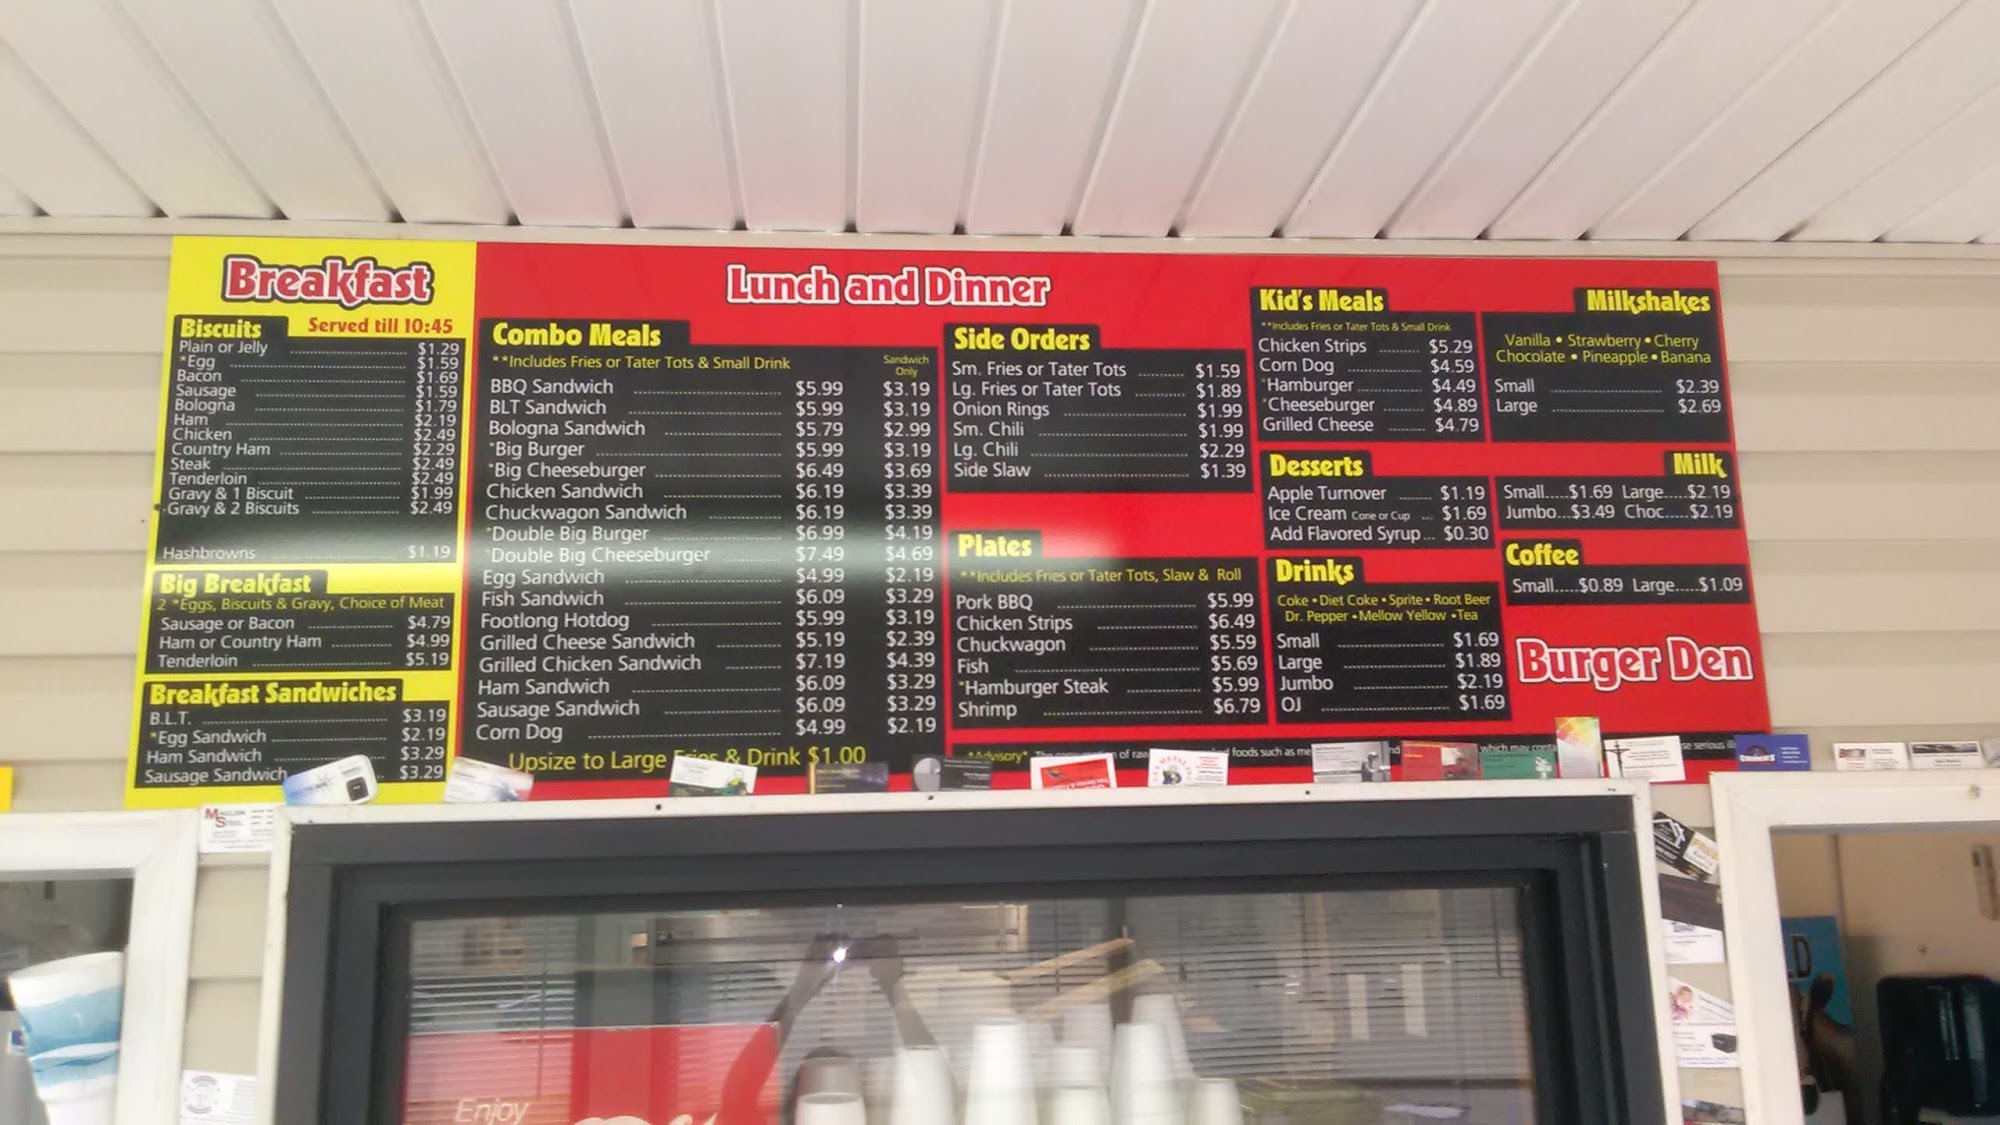 Breakfast
Biscuits Served till 10:45
Plain or Jelly $1.29
*Egg $1.59
Bacon $1.69
Sausage $1.59
Bologna $1.79
Ham $2.19
Chicken $2.49
Country Ham $2.29
Steak $2.49
Tenderloin $2.49
Gravy & 1 Biscuit $1.99
Gravy & 2 Biscuits $2.49
Hashbrowns $1.19
Big Breakfast
2 *Eggs, Biscuits & Gravy, Choice of Meat
Sausage or Bacon $4.79
Ham or Country Ham $4.99
Tenderloin $5.19
Breakfast Sandwiches
B.L.T. $3.19
*Egg Sandwich $2.19
Ham Sandwich $3.29
Sausage Sandwich $3.29
Lunch and Dinner
Combo Meals
**Includes Fries or Tater Tots & Small Drink
Sandwich
Only
BBQ Sandwich $5.99 $3.19
BLT Sandwich $5.99 $3.19
Bologna Sandwich $5.79 $2.99
*Big Burger $5.99 $3.19
*Big Cheeseburger $6.49 $3.69
Chicken Sandwich $6.19 $3.39
Chuckwagon Sandwich $6.19 $3.39
*Double Big Burger $6.99 $4.19
*Double Big Cheeseburger $7.49 $4.69
Egg Sandwich $4.99 $2.19
Fish Sandwich $6.09 $3.29
Footlong Hotdog $5.99 $3.19
Grilled Cheese Sandwich $5.19 $2.39
Grilled Chicken Sandwich $7.19 $4.39
Ham Sandwich $6.09 $3.29
Sausage Sandwich $6.09 $3.29
Corn Dog $4.99 $2.19
Upsize to Large Fries & Drink $1.00
Side Orders
Sm. Fries or Tater Tots $1.59
Lg. Fries or Tater Tots $1.89
Onion Rings $1.99
Sm. Chili $1.99
Lg. Chili $2.29
Side Slaw $1.39
Plates
**Includes Fries or Tater Tots, Slaw & Roll
Pork BBQ $5.99
Chicken Strips $6.49
Chuckwagon $5.59
Fish $5.69
*Hamburger Steak $5.99
Shrimp $6.79
Kid's Meals
**Includes Fries or Tater Tots & Small Drink
Chicken Strips $5.29
Corn Dog $4.59
*Hamburger $4.49
*Cheeseburger $4.89
Grilled Cheese $4.79
Desserts
Apple Turnover $1.19
Ice Cream Cone or Cup $1.69
Add Flavored Syrup $0.30
Drinks
Coke • Diet Coke • Sprite • Root Beer
Dr. Pepper • Mellow Yellow • Tea
Small $1.69
Large $1.89
Jumbo $2.19
OJ $1.69
Milkshakes
Vanilla • Strawberry • Cherry
Chocolate • Pineapple • Banana
Small $2.39
Large $2.69
Milk
Small.....$1.69 Large.....$2.19
Jumbo...$3.49 Choc.....$2.19
Coffee
Small.....$0.89 Large.....$1.09
Burger Den
*Advisory* The of raw foods such as which may serious
Enjoy